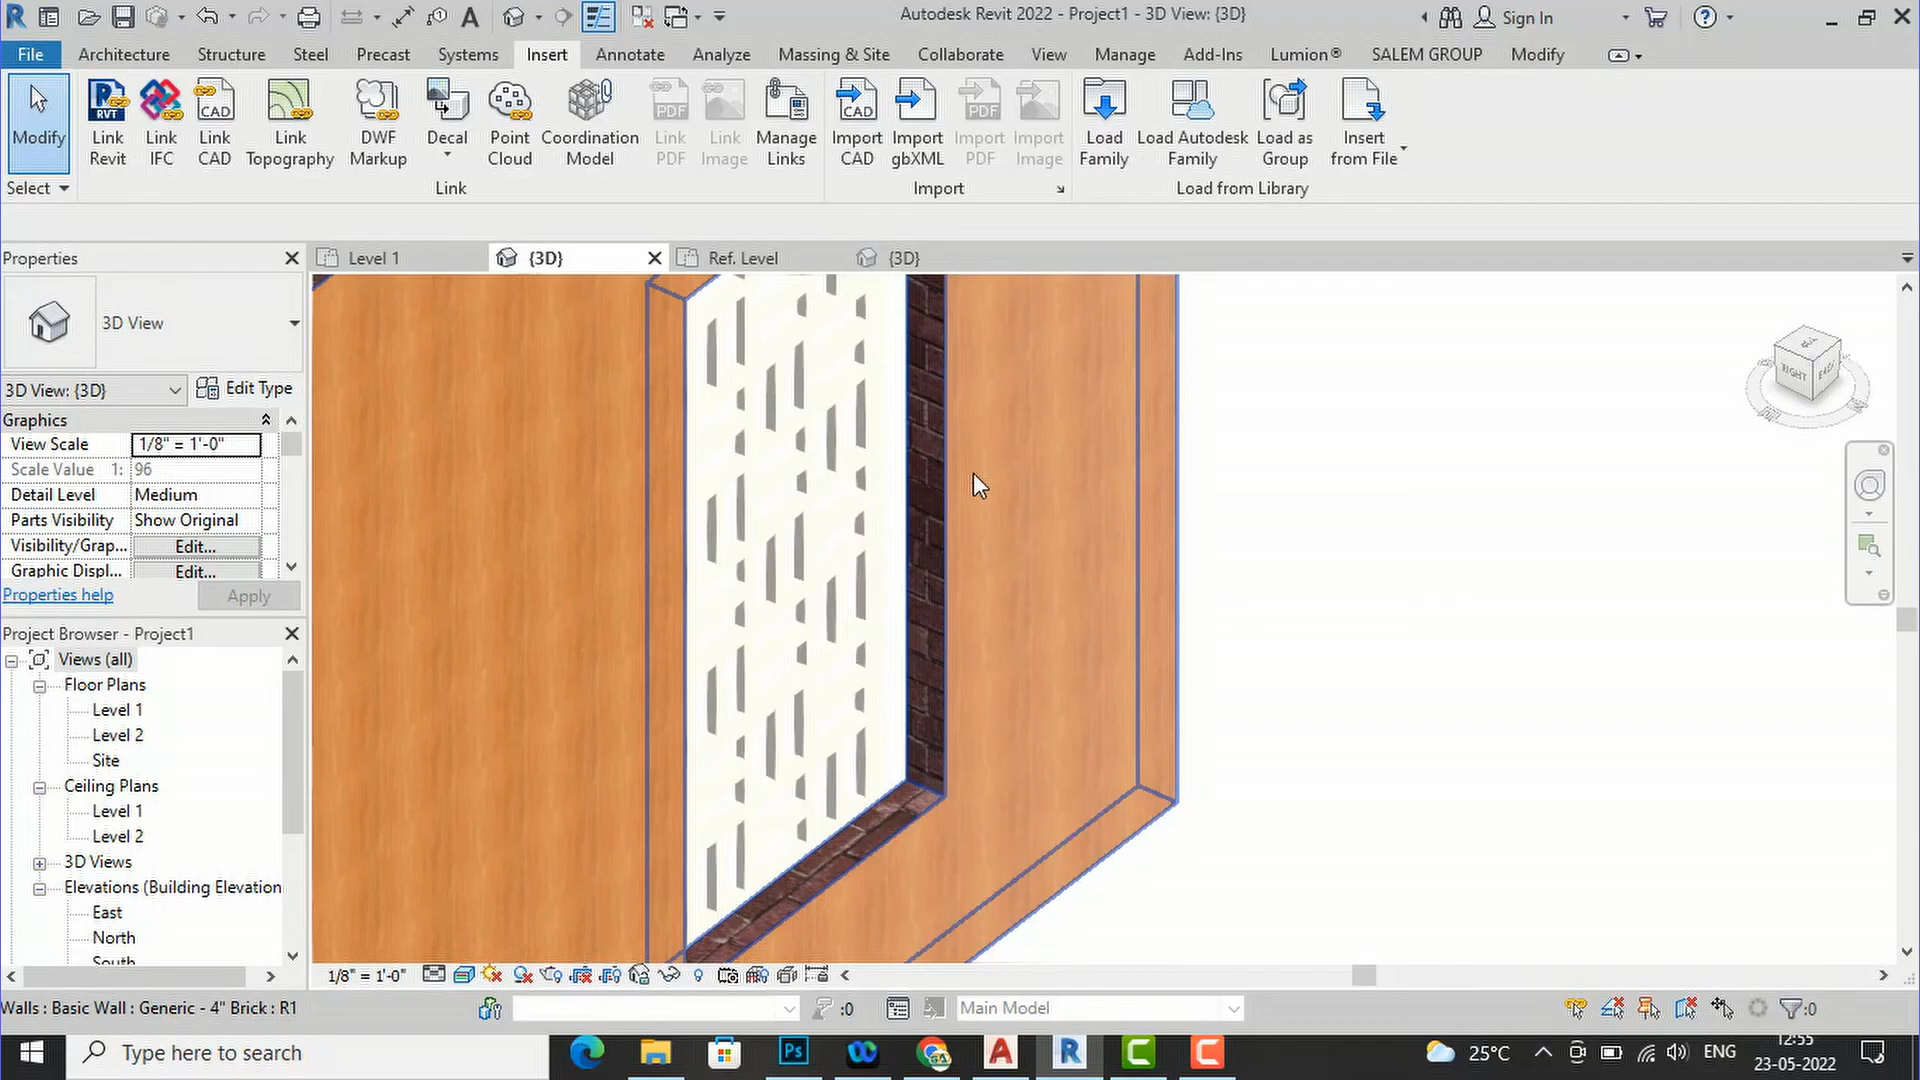 Autodesk Revit 2022 - Project1 - 3D View: {3D}
Sign In
File Architecture Structure Steel Precast Systems Insert Annotate Analyze Massing & Site Collaborate View Manage Add-Ins Lumion® SALEM GROUP Modify
Modify
Link Revit
Link IFC
Link CAD
Link Topography
DWF Markup
Decal
Point Cloud
Coordination Model
Link PDF
Link Image
Manage Links
Import CAD
Import gbXML
Import PDF
Import Image
Load Family
Load Autodesk Family
Load as Group
Insert from File
Select
Link
Import
Load from Library
Properties
Level 1
{3D}
Ref. Level
{3D}
3D View
3D View: {3D}
Edit Type
Graphics
View Scale 1/8" = 1'-0"
Scale Value 1: 96
Detail Level Medium
Parts Visibility Show Original
Visibility/Grap... Edit...
Graphic Displ... Edit...
Properties help
Apply
RIGHT
Project Browser - Project1
Views (all)
Floor Plans
Level 1
Level 2
Site
Ceiling Plans
Level 1
Level 2
3D Views
Elevations (Building Elevation
East
North
South
1/8" = 1'-0"
Walls : Basic Wall : Generic - 4" Brick : R1
:0
Main Model
:0
Type here to search
25°C
ENG
12:55
23-05-2022